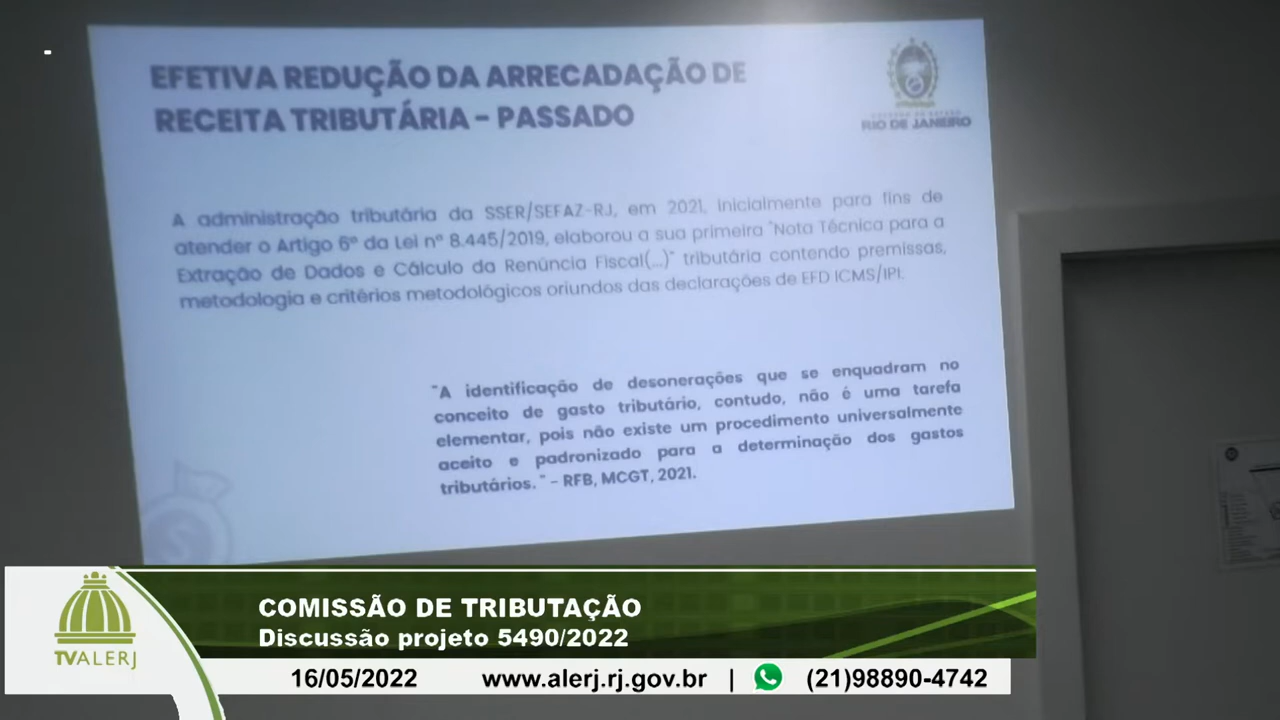 EFETIVA REDUÇÃO DA ARRECADAÇÃO DE
RECEITA TRIBUTÁRIA - PASSADO
RIO DE JANEIRO
A administração tributária da SSER/SEFAZ-RJ, em 2021, inicialmente para fins de
atender o Artigo 6º da Lei nº 8.445/2019, elaborou a sua primeira "Nota Técnica para a
Extração de Dados e Cálculo da Renúncia Fiscal(...)" tributária contendo premissas,
metodologia e critérios metodológicos oriundos das declarações de EFD ICMS/IPI.
"A identificação de desonerações que se enquadram no
conceito de gasto tributário, contudo, não é uma tarefa
elementar, pois não existe um procedimento universalmente
aceito e padronizado para a determinação dos gastos
tributários." - RFB, MCGT, 2021.
COMISSÃO DE TRIBUTAÇÃO
Discussão projeto 5490/2022
TVALERJ
16/05/2022 www.alerj.rj.gov.br | (21)98890-4742